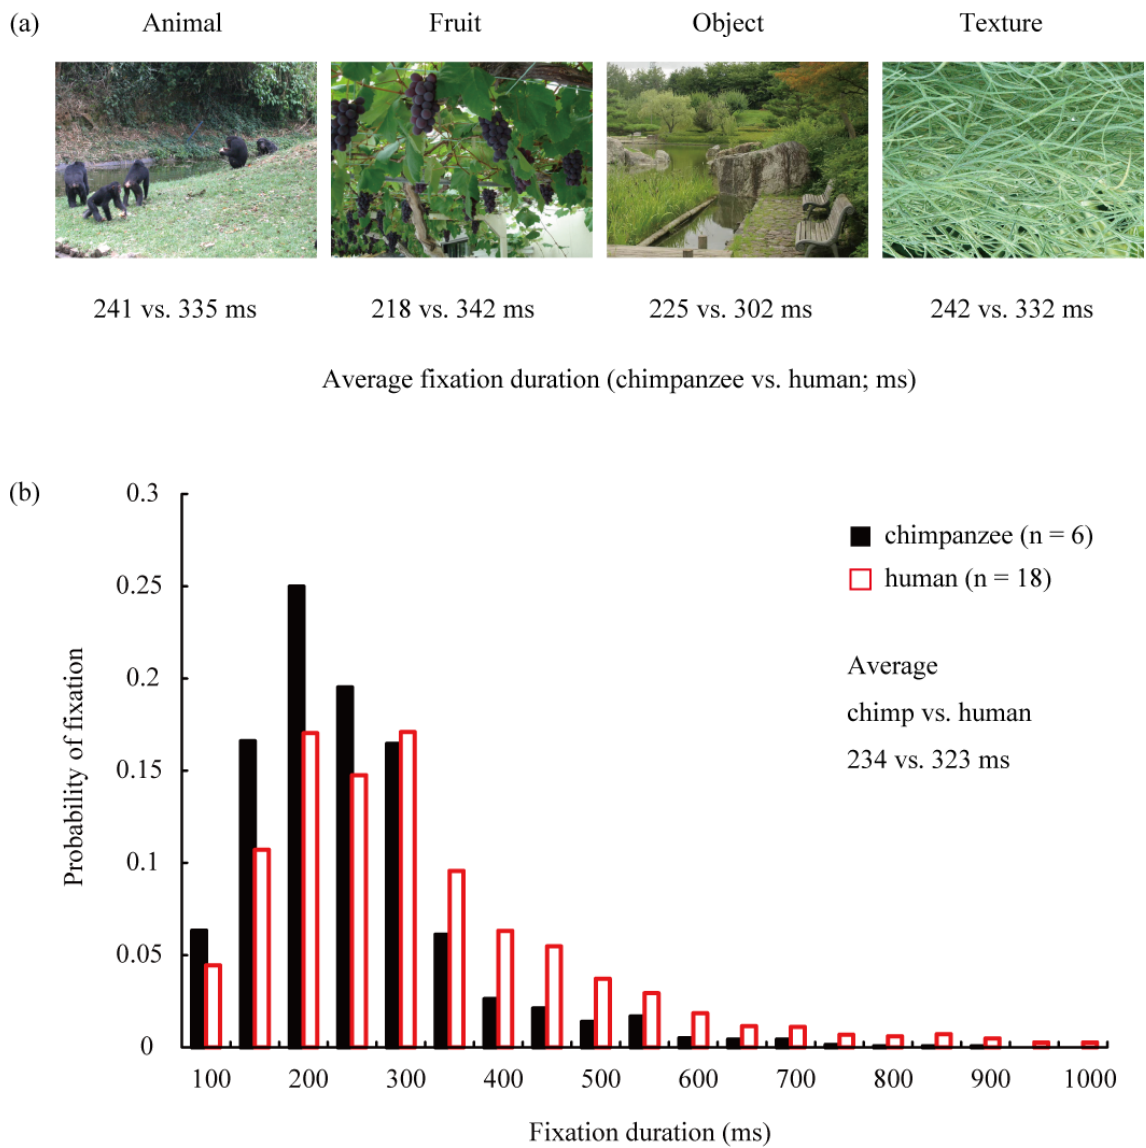 (a)
Animal
Fruit
Object
Texture
241 vs. 335 ms
218 vs. 342 ms
225 vs. 302 ms
242 vs. 332 ms
Average fixation duration (chimpanzee vs. human; ms)
(b)
0.3
0.25
0.2
0.15
0.1
0.05
0
Probability of fixation
chimpanzee (n = 6)
human (n = 18)
Average
chimp vs. human
234 vs. 323 ms
100 200 300 400 500 600 700 800 900 1000
Fixation duration (ms)